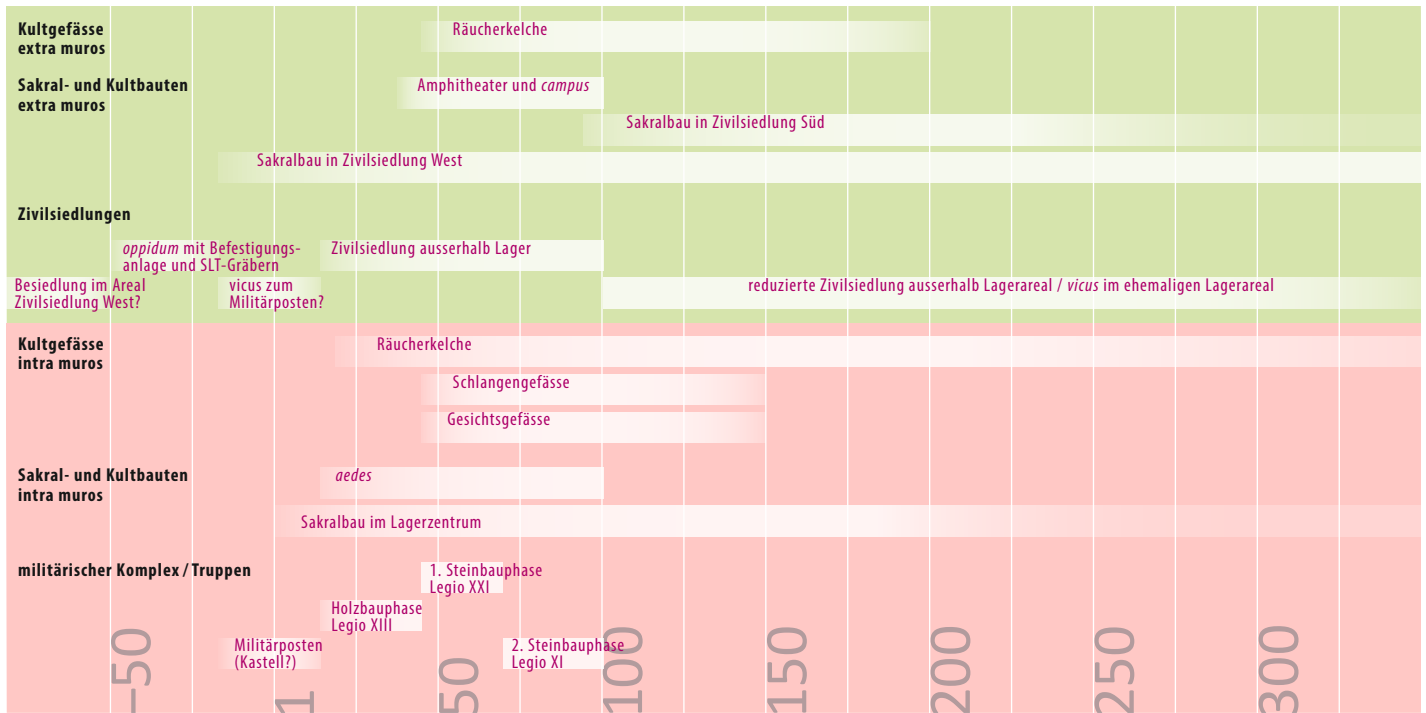 Kultgefässe
extra muros
Räucherkelche
Sakral- und Kultbauten
extra muros
Amphitheater und campus
Sakralbau in Zivilsiedlung Süd
Sakralbau in Zivilsiedlung West
Zivilsiedlungen
oppidum mit Befestigungs-
anlage und SLT-Gräbern
Zivilsiedlung ausserhalb Lager
Besiedlung im Areal
Zivilsiedlung West?
vicus zum
Militärposten?
reduzierte Zivilsiedlung ausserhalb Lagerareal / vicus im ehemaligen Lagerareal
Kultgefässe
intra muros
Räucherkelche
Schlangengefässe
Gesichtsgefässe
Sakral- und Kultbauten
intra muros
aedes
Sakralbau im Lagerzentrum
militärischer Komplex / Truppen
1. Steinbauphase
Legio XXI
Holzbauphase
Legio XIII
Militärposten
(Kastell?)
2. Steinbauphase
Legio XI
–50
1
50
100
150
200
250
300